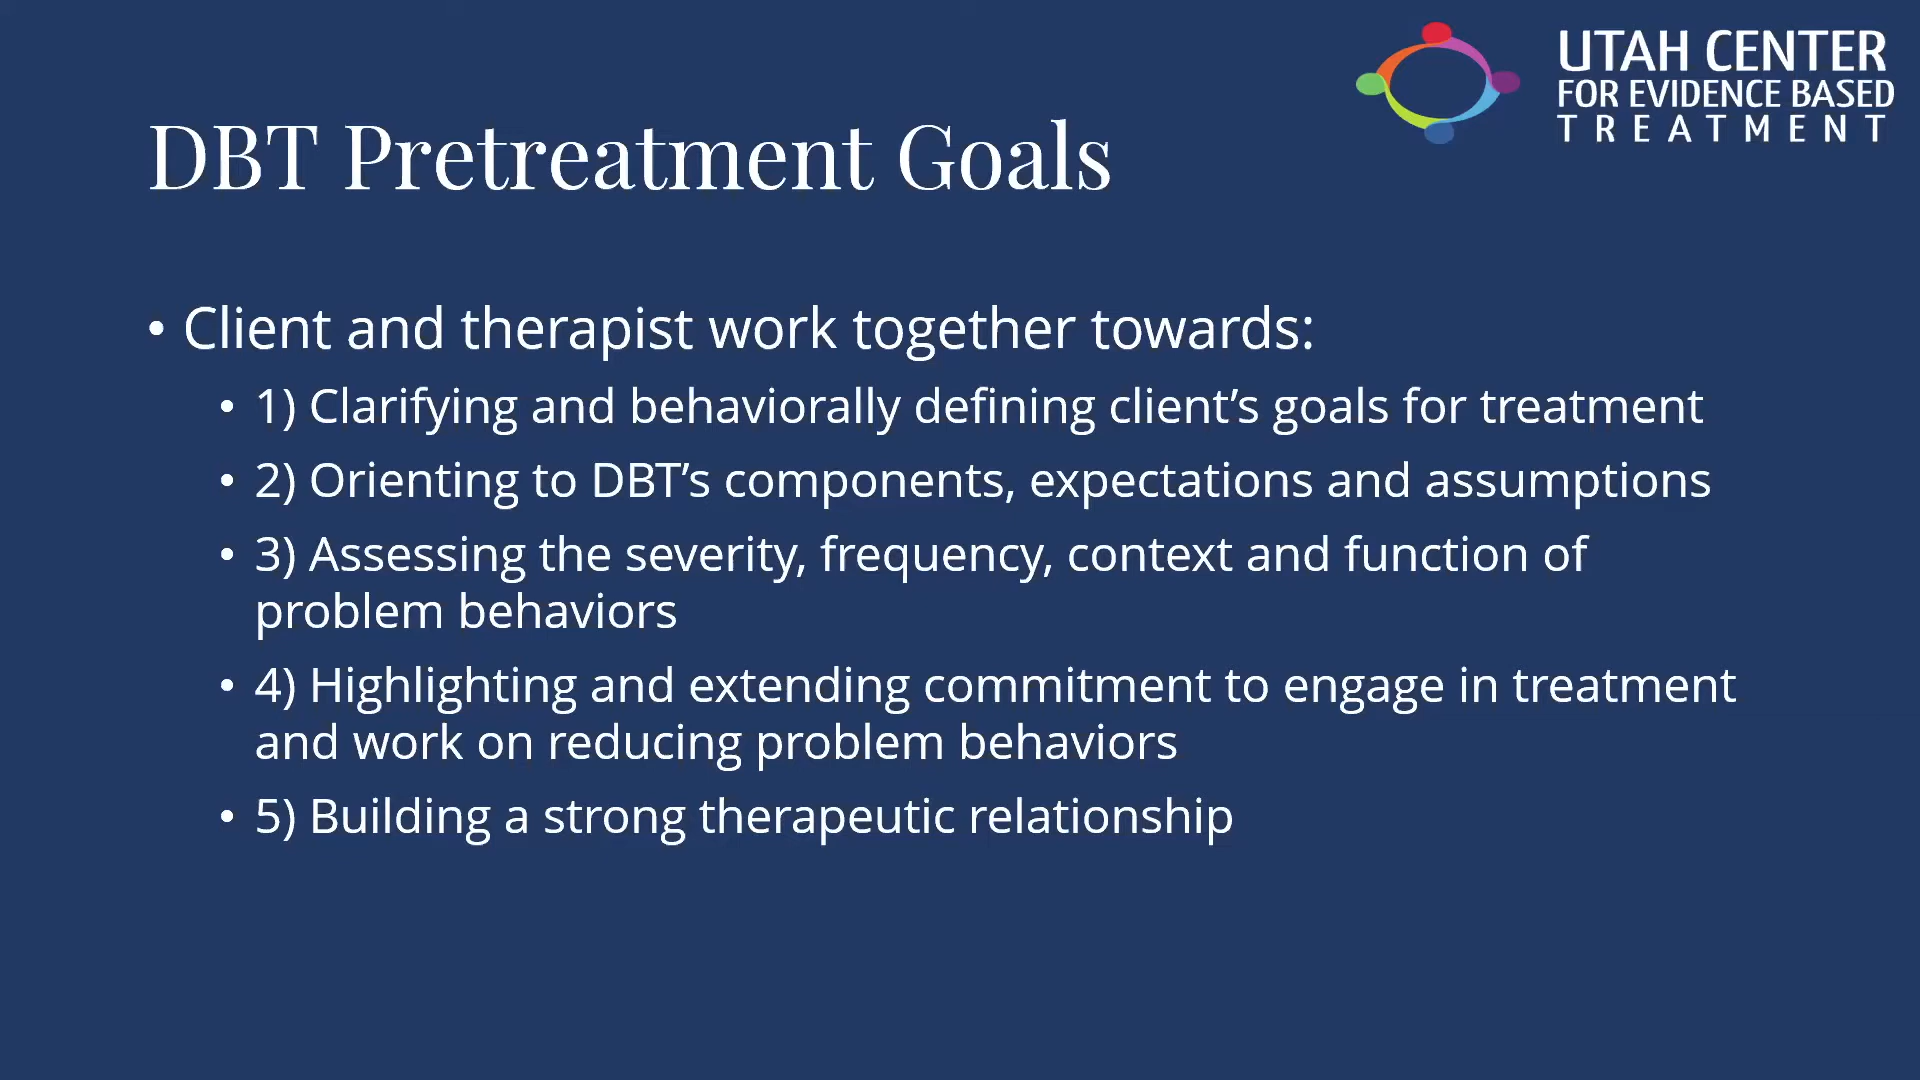 UTAH CENTER
FOR EVIDENCE BASED
TREATMENT
DBT Pretreatment Goals
• Client and therapist work together towards:
• 1) Clarifying and behaviorally defining client’s goals for treatment
• 2) Orienting to DBT’s components, expectations and assumptions
• 3) Assessing the severity, frequency, context and function of
problem behaviors
• 4) Highlighting and extending commitment to engage in treatment
and work on reducing problem behaviors
• 5) Building a strong therapeutic relationship